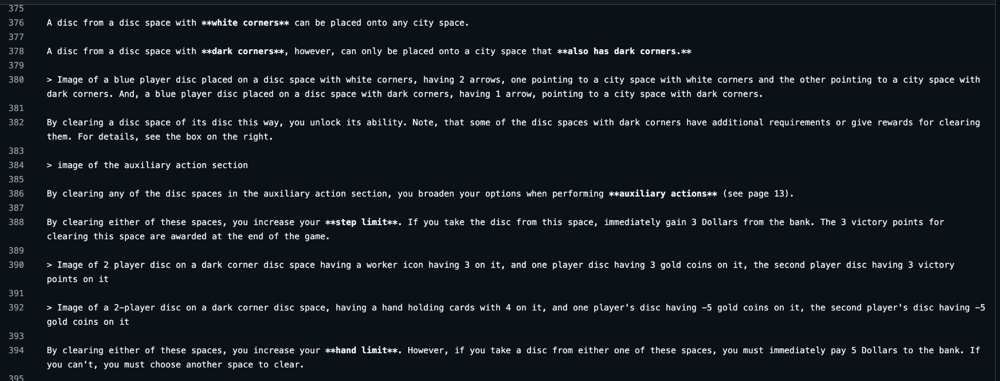 375
376 A disc from a disc space with **white corners** can be placed onto any city space.
377
378 A disc from a disc space with **dark corners**, however, can only be placed onto a city space that **also has dark corners.**
379
380 > Image of a blue player disc placed on a disc space with white corners, having 2 arrows, one pointing to a city space with white corners and the other pointing to a city space with
dark corners. And, a blue player disc placed on a disc space with dark corners, having 1 arrow, pointing to a city space with dark corners.
381
382 By clearing a disc space of its disc this way, you unlock its ability. Note, that some of the disc spaces with dark corners have additional requirements or give rewards for clearing
them. For details, see the box on the right.
383
384 > image of the auxiliary action section
385
386 By clearing any of the disc spaces in the auxiliary action section, you broaden your options when performing **auxiliary actions** (see page 13).
387
388 By clearing either of these spaces, you increase your **step limit**. If you take the disc from this space, immediately gain 3 Dollars from the bank. The 3 victory points for
clearing this space are awarded at the end of the game.
389
390 > Image of 2 player disc on a dark corner disc space having a worker icon having 3 on it, and one player disc having 3 gold coins on it, the second player disc having 3 victory
points on it
391
392 > Image of a 2-player disc on a dark corner disc space, having a hand holding cards with 4 on it, and one player's disc having -5 gold coins on it, the second player's disc having -5
gold coins on it
393
394 By clearing either of these spaces, you increase your **hand limit**. However, if you take a disc from either one of these spaces, you must immediately pay 5 Dollars to the bank. If
you can't, you must choose another space to clear.
395